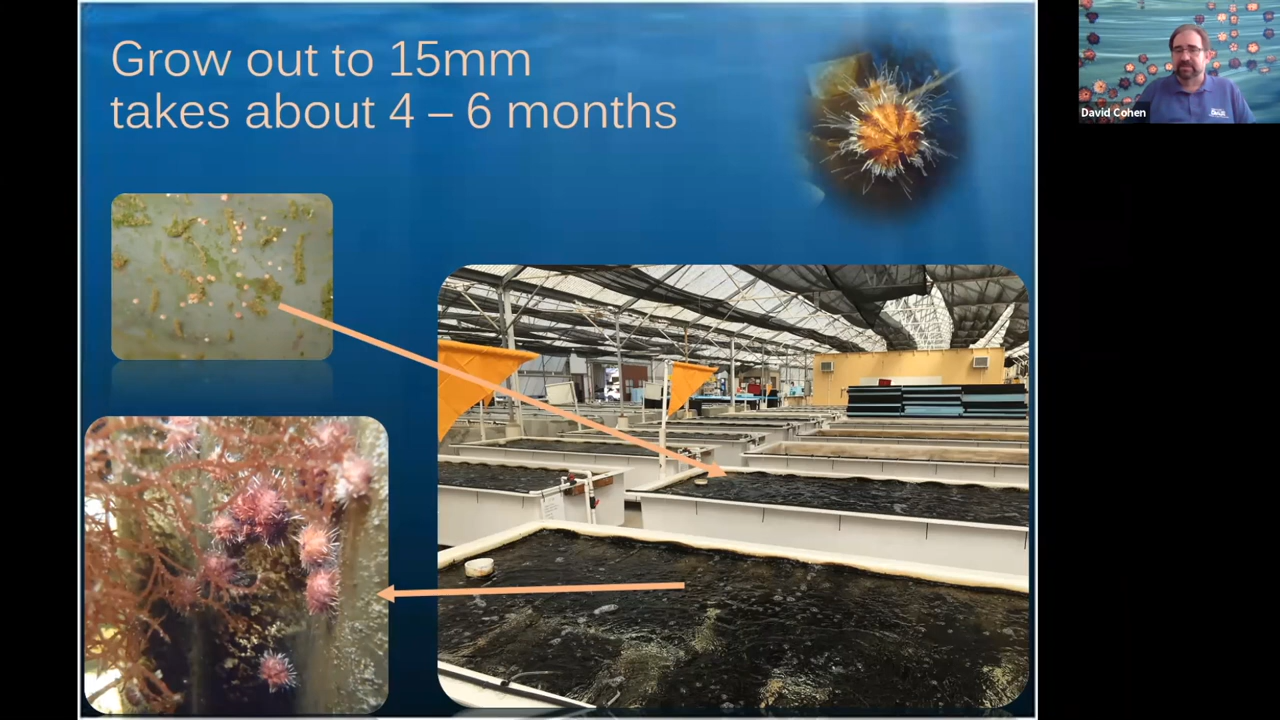 Grow out to 15mm
takes about 4 – 6 months
David Cohen